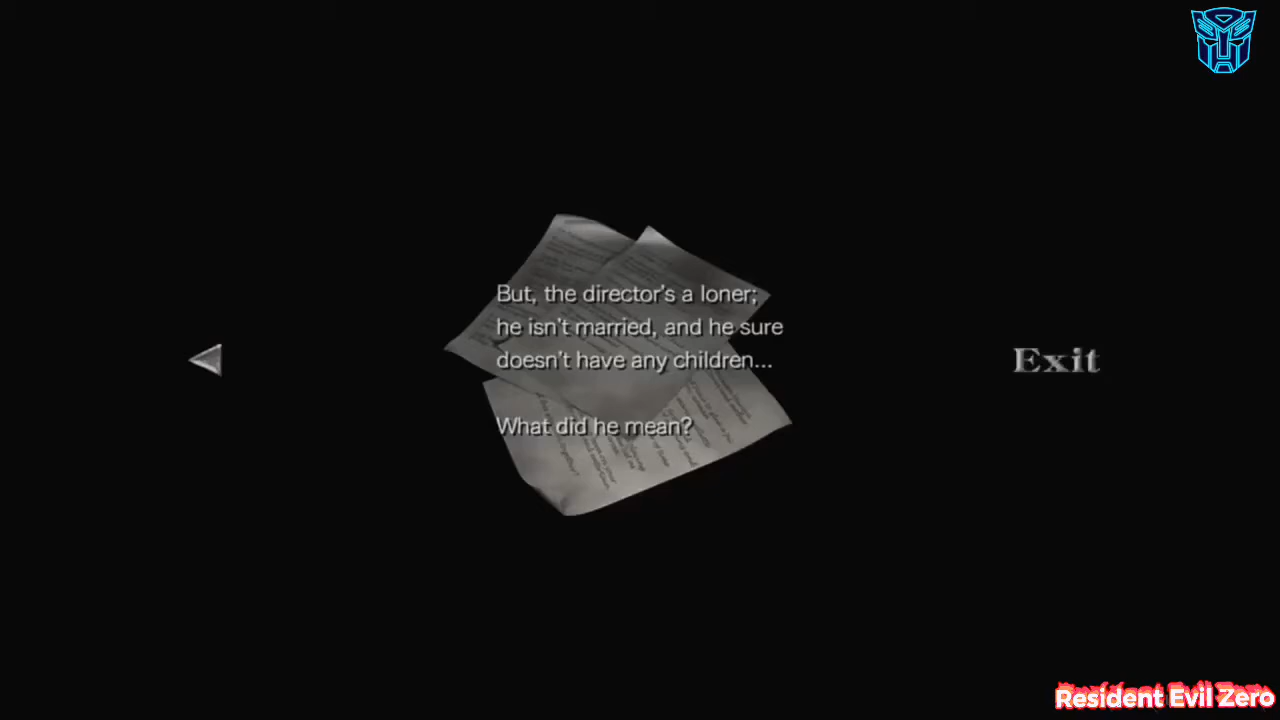 But, the director's a loner;
he isn't married, and he sure
doesn't have any children...
What did he mean?
Exit
Resident Evil Zero